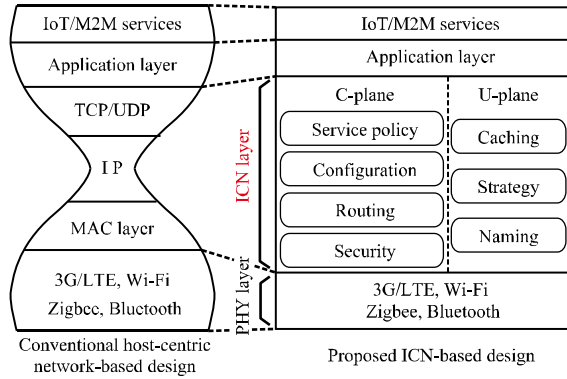 IoT/M2M services
Application layer
TCP/UDP
IP
MAC layer
3G/LTE, Wi-Fi
Zigbee, Bluetooth
Conventional host-centric
network-based design
IoT/M2M services
Application layer
ICN layer
C-plane
Service policy
Configuration
Routing
Security
U-plane
Caching
Strategy
Naming
PHY layer
3G/LTE, Wi-Fi
Zigbee, Bluetooth
Proposed ICN-based design